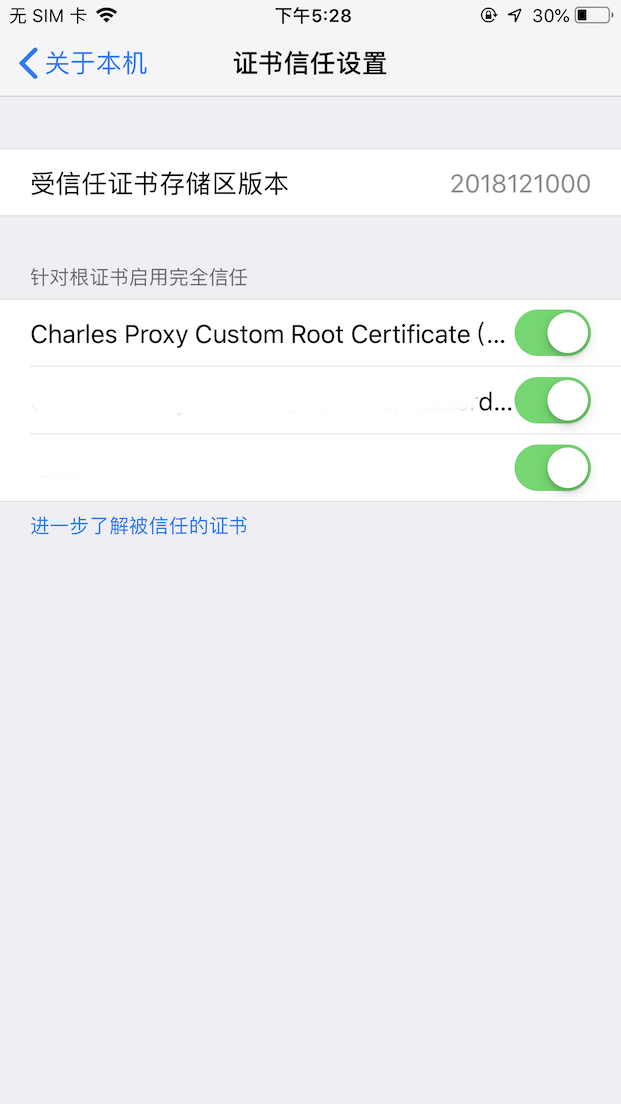 无 SIM 卡 下午5:28 30%
关于本机 证书信任设置
受信任证书存储区版本 2018121000
针对根证书启用完全信任
Charles Proxy Custom Root Certificate (...
rd...
进一步了解被信任的证书